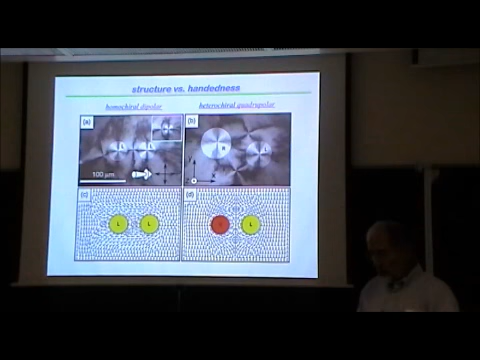 structure vs. handedness
homochiral dipolar
heterochiral quadrupolar
(a)
L
L
100 µm
(b)
R
L
(c)
L
L
(d)
L